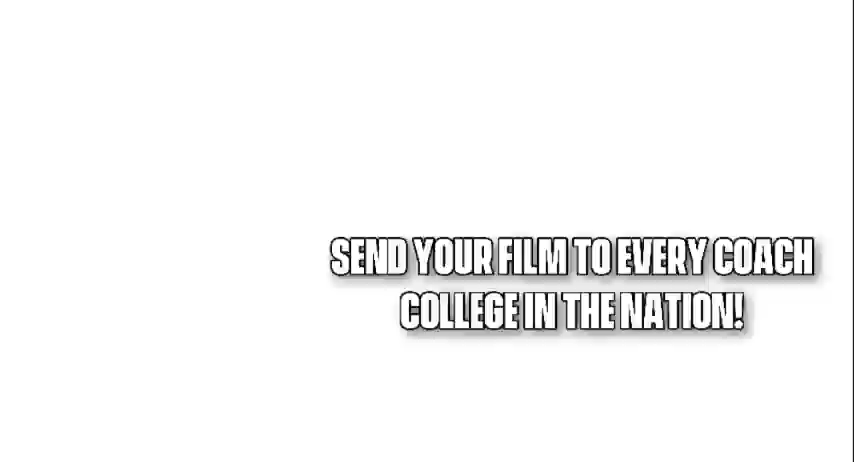 SEND YOUR FILM TO EVERY COACH
COLLEGE IN THE NATION!